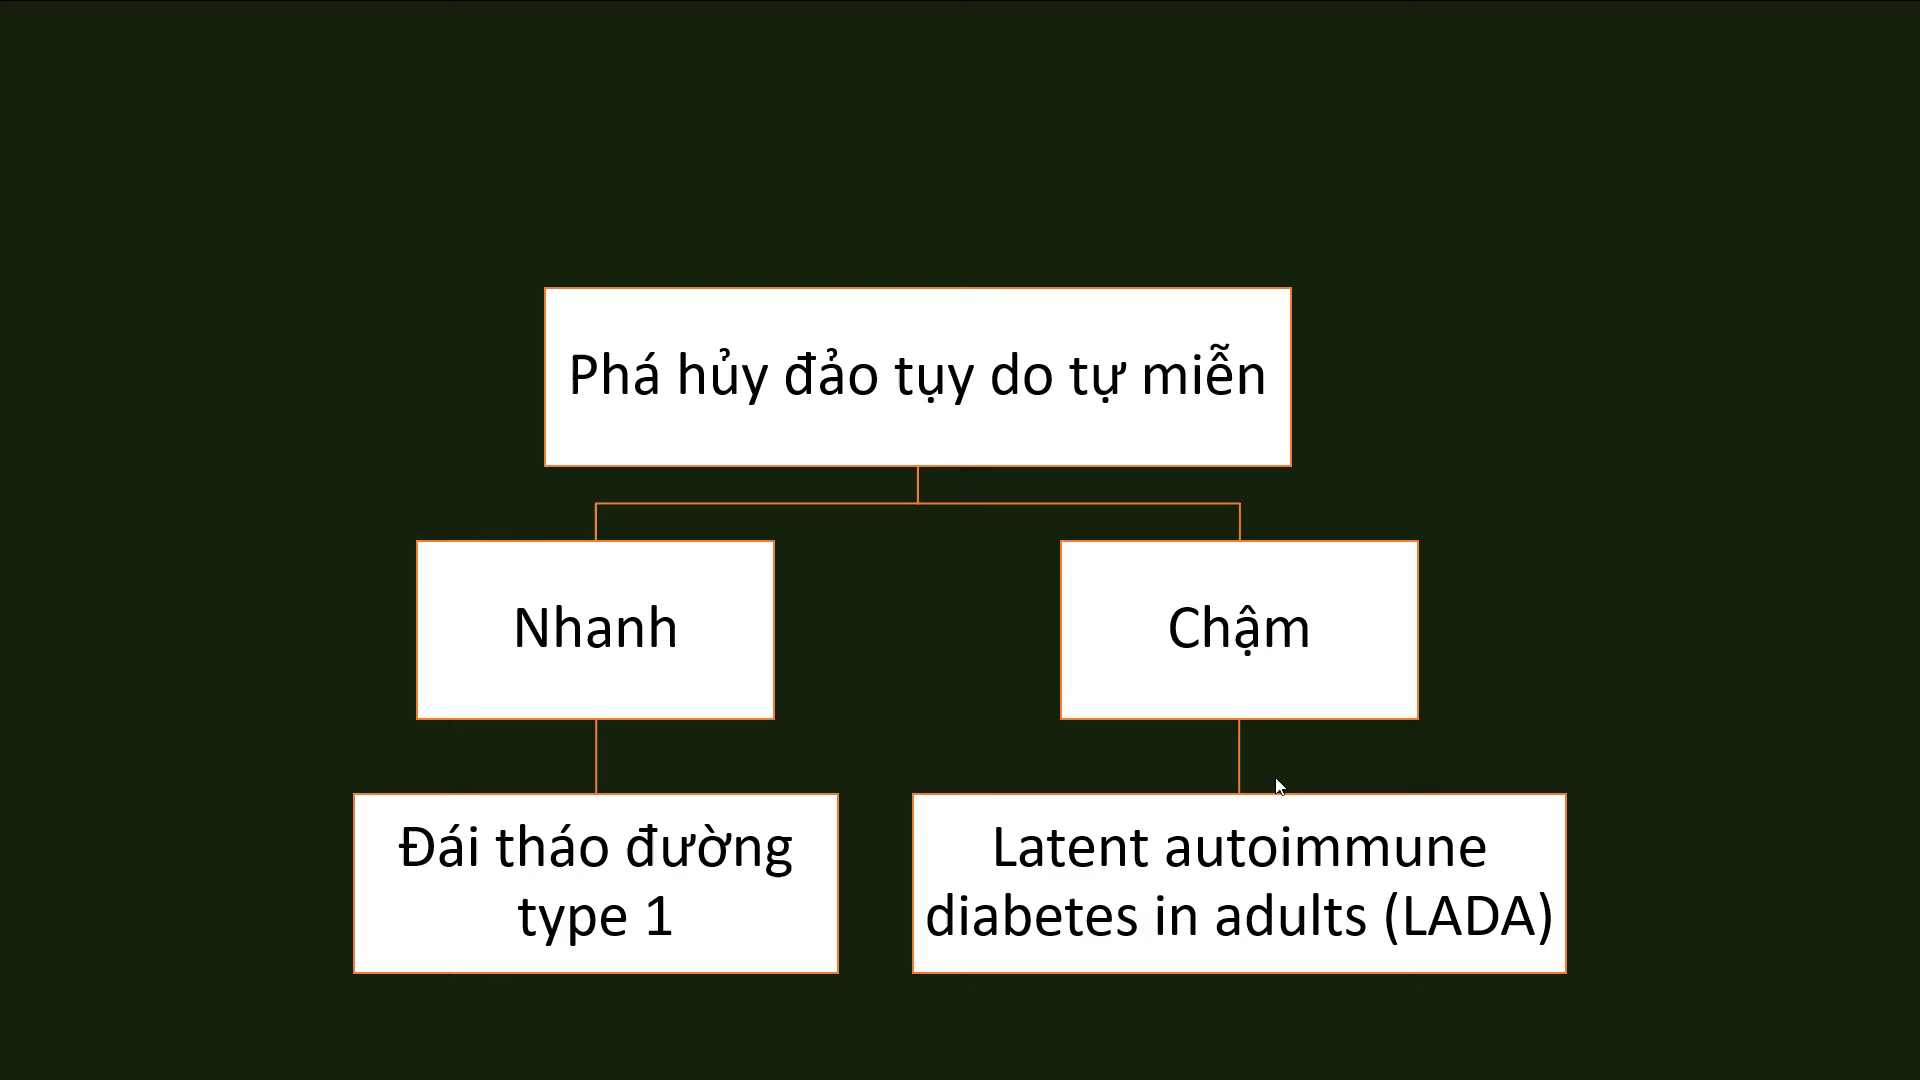 Phá hủy đảo tụy do tự miễn
Nhanh
Chậm
Đái tháo đường
type 1
Latent autoimmune
diabetes in adults (LADA)